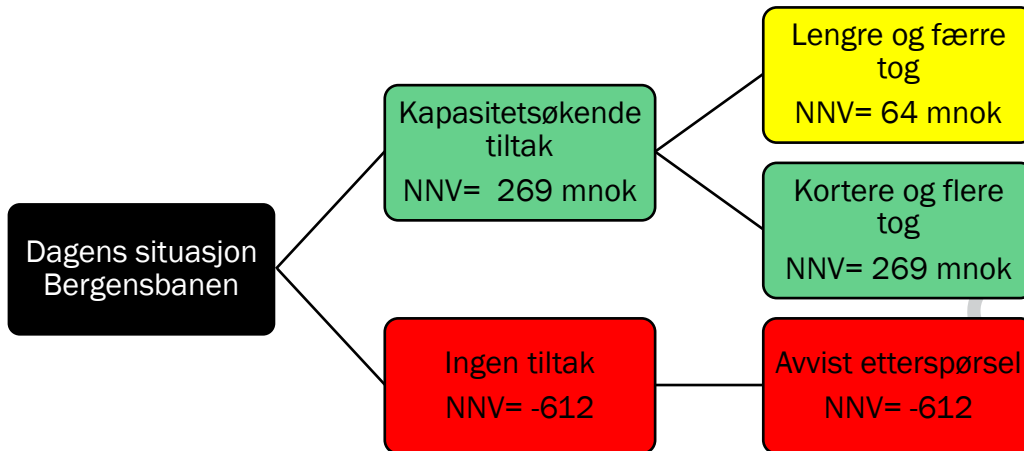 Dagens situasjon
Bergensbanen
Kapasitetsøkende
tiltak
NNV=  269 mnok
Ingen tiltak
NNV= -612
Lengre og færre
tog
NNV= 64 mnok
Kortere og flere
tog
NNV= 269 mnok
Avvist etterspørsel
NNV= -612